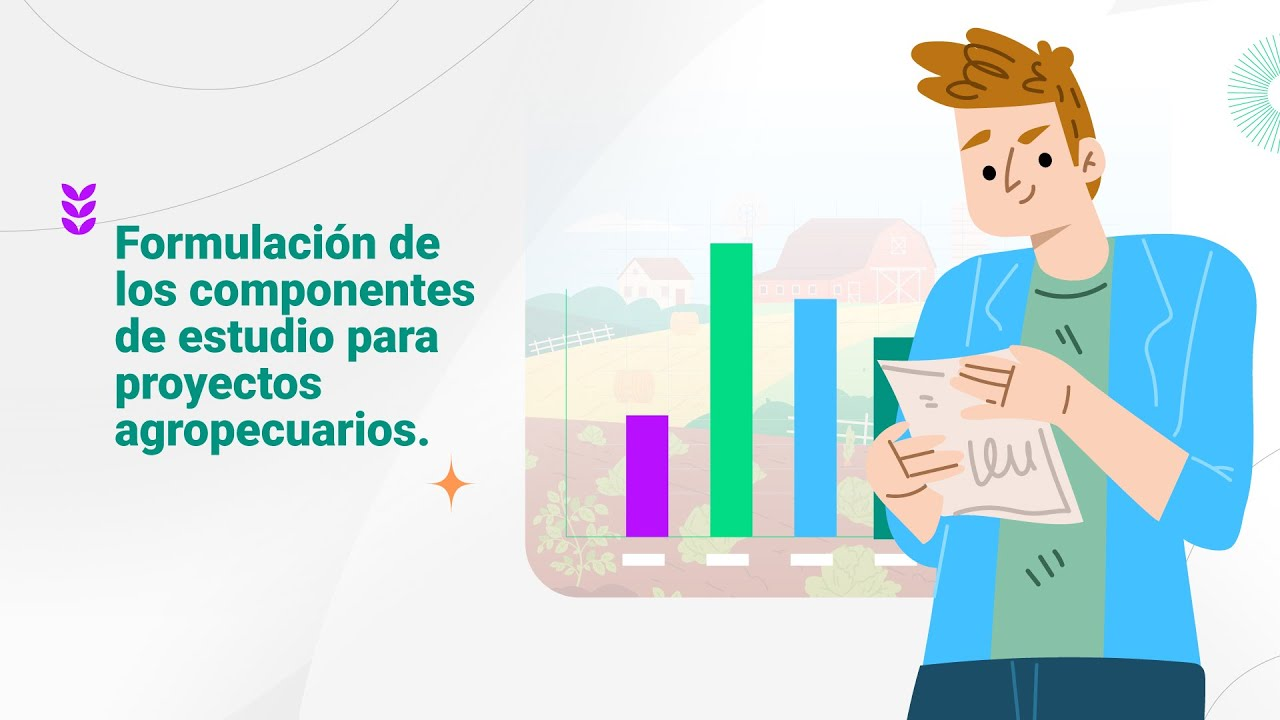 Formulación de
los componentes
de estudio para
proyectos
agropecuarios.